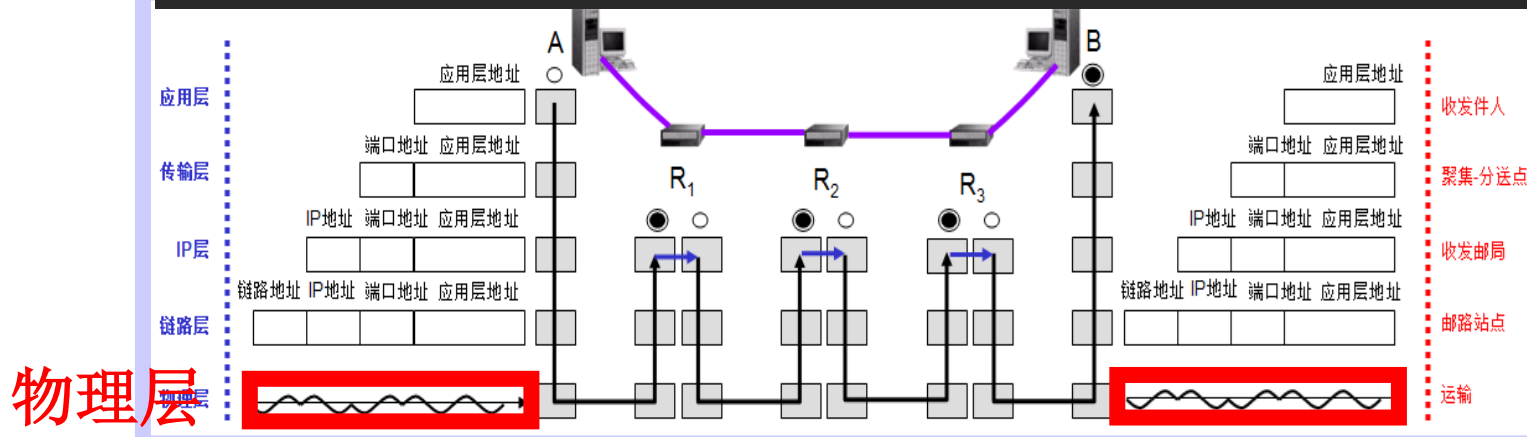 A
B
应用层
应用层地址
应用层地址
收发件人
传输层
端口地址 应用层地址
R1
R2
R3
端口地址 应用层地址
聚集-分送点
IP层
IP地址 端口地址 应用层地址
IP地址 端口地址 应用层地址
收发邮局
链路层
链路地址 IP地址 端口地址 应用层地址
链路地址 IP地址 端口地址 应用层地址
邮路站点
物理层
物理层
运输